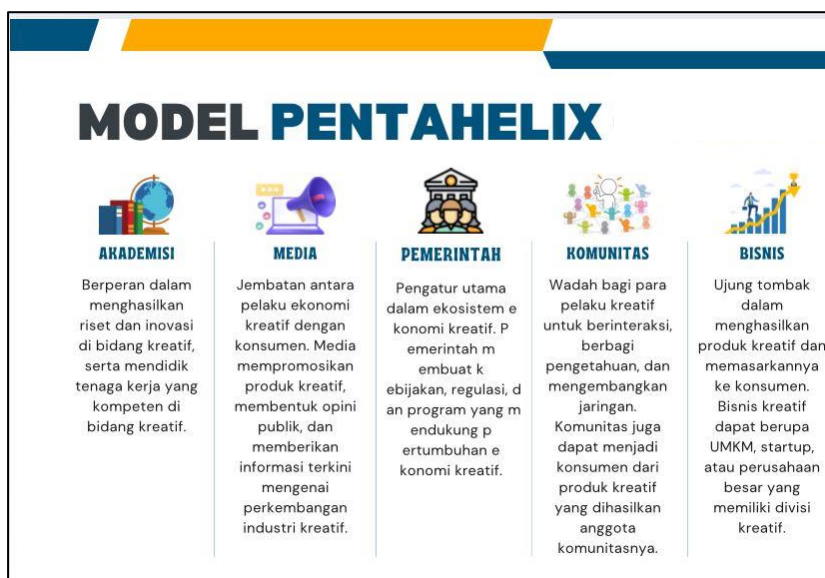 MODEL PENTAHELIX
AKADEMISI
Berperan dalam
menghasilkan
riset dan inovasi
di bidang kreatif,
serta mendidik
tenaga kerja yang
kompeten di
bidang kreatif.
MEDIA
Jembatan antara
pelaku ekonomi
kreatif dengan
konsumen. Media
mempromosikan
produk kreatif,
membentuk opini
publik, dan
memberikan
informasi terkini
mengenai
perkembangan
industri kreatif.
PEMERINTAH
Pengatur utama
dalam ekosistem e
konomi kreatif. P
emerintah m
embuat k
ebijakan, regulasi, d
an program yang m
endukung p
ertumbuhan e
konomi kreatif.
KOMUNITAS
Wadah bagi para
pelaku kreatif
untuk berinteraksi,
berbagi
pengetahuan, dan
mengembangkan
jaringan.
Komunitas juga
dapat menjadi
konsumen dari
produk kreatif
yang dihasilkan
anggota
komunitasnya.
BISNIS
Ujung tombak
dalam
menghasilkan
produk kreatif dan
memasarkannya
ke konsumen.
Bisnis kreatif
dapat berupa
UMKM, startup,
atau perusahaan
besar yang
memiliki divisi
kreatif.